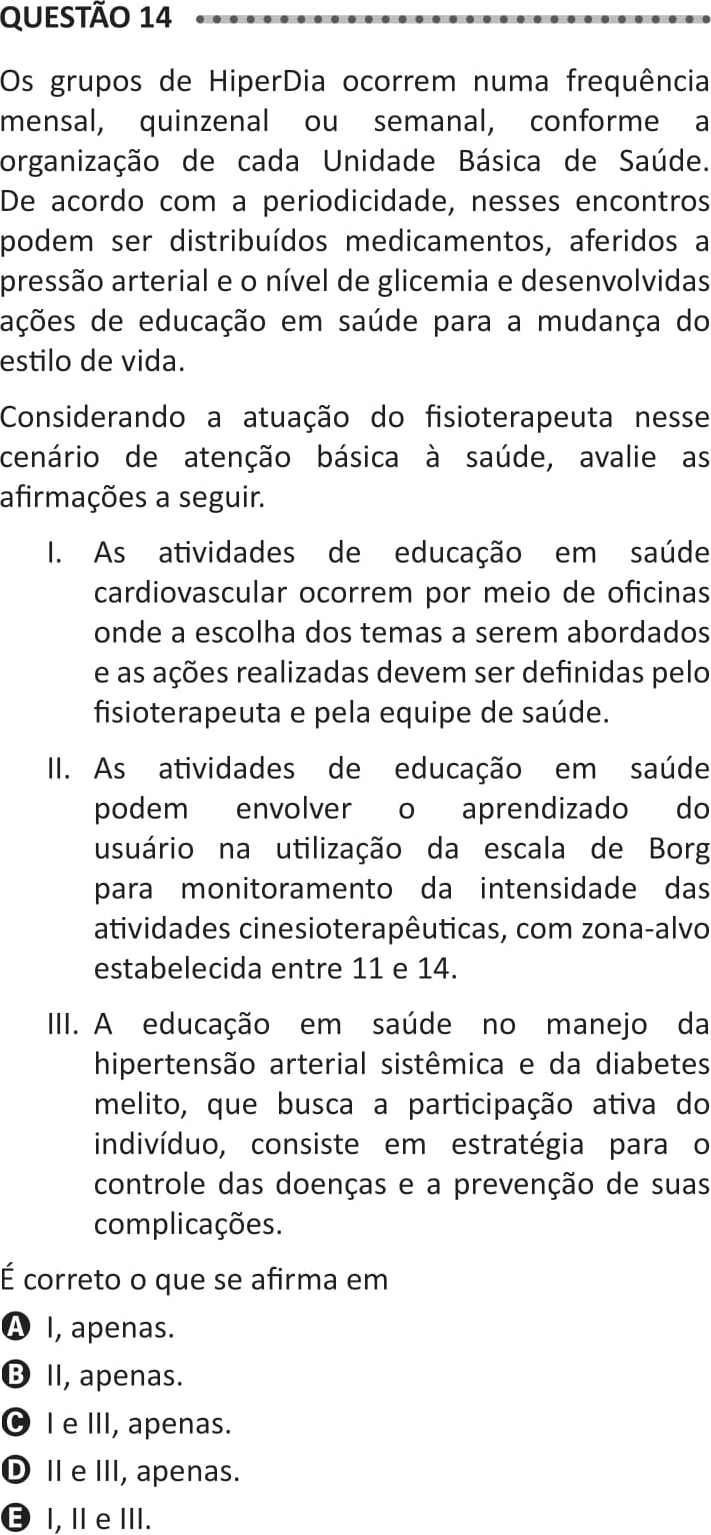 QUESTÃO 14
Os grupos de HiperDia ocorrem numa frequência
mensal, quinzenal ou semanal, conforme a
organização de cada Unidade Básica de Saúde.
De acordo com a periodicidade, nesses encontros
podem ser distribuídos medicamentos, aferidos a
pressão arterial e o nível de glicemia e desenvolvidas
ações de educação em saúde para a mudança do
estilo de vida.
Considerando a atuação do fisioterapeuta nesse
cenário de atenção básica à saúde, avalie as
afirmações a seguir.
I. As atividades de educação em saúde
cardiovascular ocorrem por meio de oficinas
onde a escolha dos temas a serem abordados
e as ações realizadas devem ser definidas pelo
fisioterapeuta e pela equipe de saúde.
II. As atividades de educação em saúde
podem envolver o aprendizado do
usuário na utilização da escala de Borg
para monitoramento da intensidade das
atividades cinesioterapêuticas, com zona-alvo
estabelecida entre 11 e 14.
III. A educação em saúde no manejo da
hipertensão arterial sistêmica e da diabetes
melito, que busca a participação ativa do
indivíduo, consiste em estratégia para o
controle das doenças e a prevenção de suas
complicações.
É correto o que se afirma em
A I, apenas.
B II, apenas.
C I e III, apenas.
D II e III, apenas.
E I, II e III.